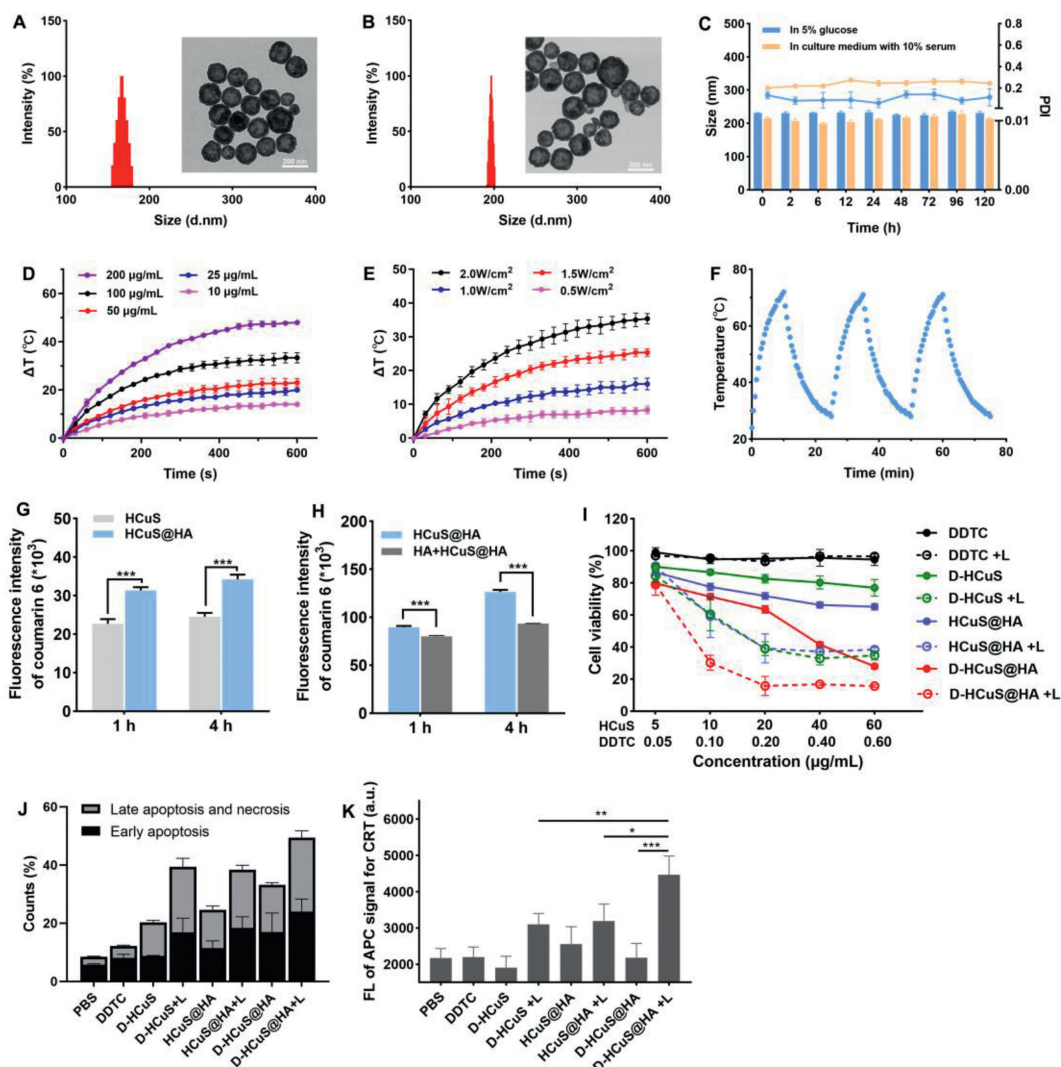 A
Intensity (%)
150
100
50
0
100
200
300
400
Size (d.nm)
200 nm
B
Intensity (%)
150
100
50
0
100
200
300
400
Size (d.nm)
200 nm
C
In 5% glucose
In culture medium with 10% serum
Size (nm)
500
400
300
200
100
0
0.8
0.6
0.4
0.2
0.01
0.00
PDI
0 2 6 12 24 48 72 96 120
Time (h)
D
200 μg/mL
100 μg/mL
50 μg/mL
25 μg/mL
10 μg/mL
ΔT (℃)
60
40
20
0
0 200 400 600
Time (s)
E
2.0W/cm²
1.0W/cm²
1.5W/cm²
0.5W/cm²
ΔT (℃)
50
40
30
20
10
0
0 200 400 600
Time (s)
F
Temperature (℃)
80
60
40
20
0 20 40 60 80
Time (min)
G
HCuS
HCuS@HA
Fluorescence intensity
of coumarin 6 (*10³)
50
40
30
20
10
0
***
***
1 h 4 h
H
HCuS@HA
HA+HCuS@HA
Fluorescence intensity
of coumarin 6 (*10³)
200
150
100
50
0
***
***
1 h 4 h
I
Cell viability (%)
120
100
80
60
40
20
0
DDTC
DDTC +L
D-HCuS
D-HCuS +L
HCuS@HA
HCuS@HA +L
D-HCuS@HA
D-HCuS@HA +L
HCuS 5 10 20 40 60
DDTC 0.05 0.10 0.20 0.40 0.60
Concentration (μg/mL)
J
Late apoptosis and necrosis
Early apoptosis
Counts (%)
60
40
20
0
PBS
DDTC
D-HCuS
D-HCuS+L
HCuS@HA
HCuS@HA+L
D-HCuS@HA
D-HCuS@HA+L
K
FL of APC signal for CRT (a.u.)
6000
5000
4000
3000
2000
**
*
***
PBS
DDTC
D-HCuS
D-HCuS +L
HCuS@HA
HCuS@HA +L
D-HCuS@HA
D-HCuS@HA +L